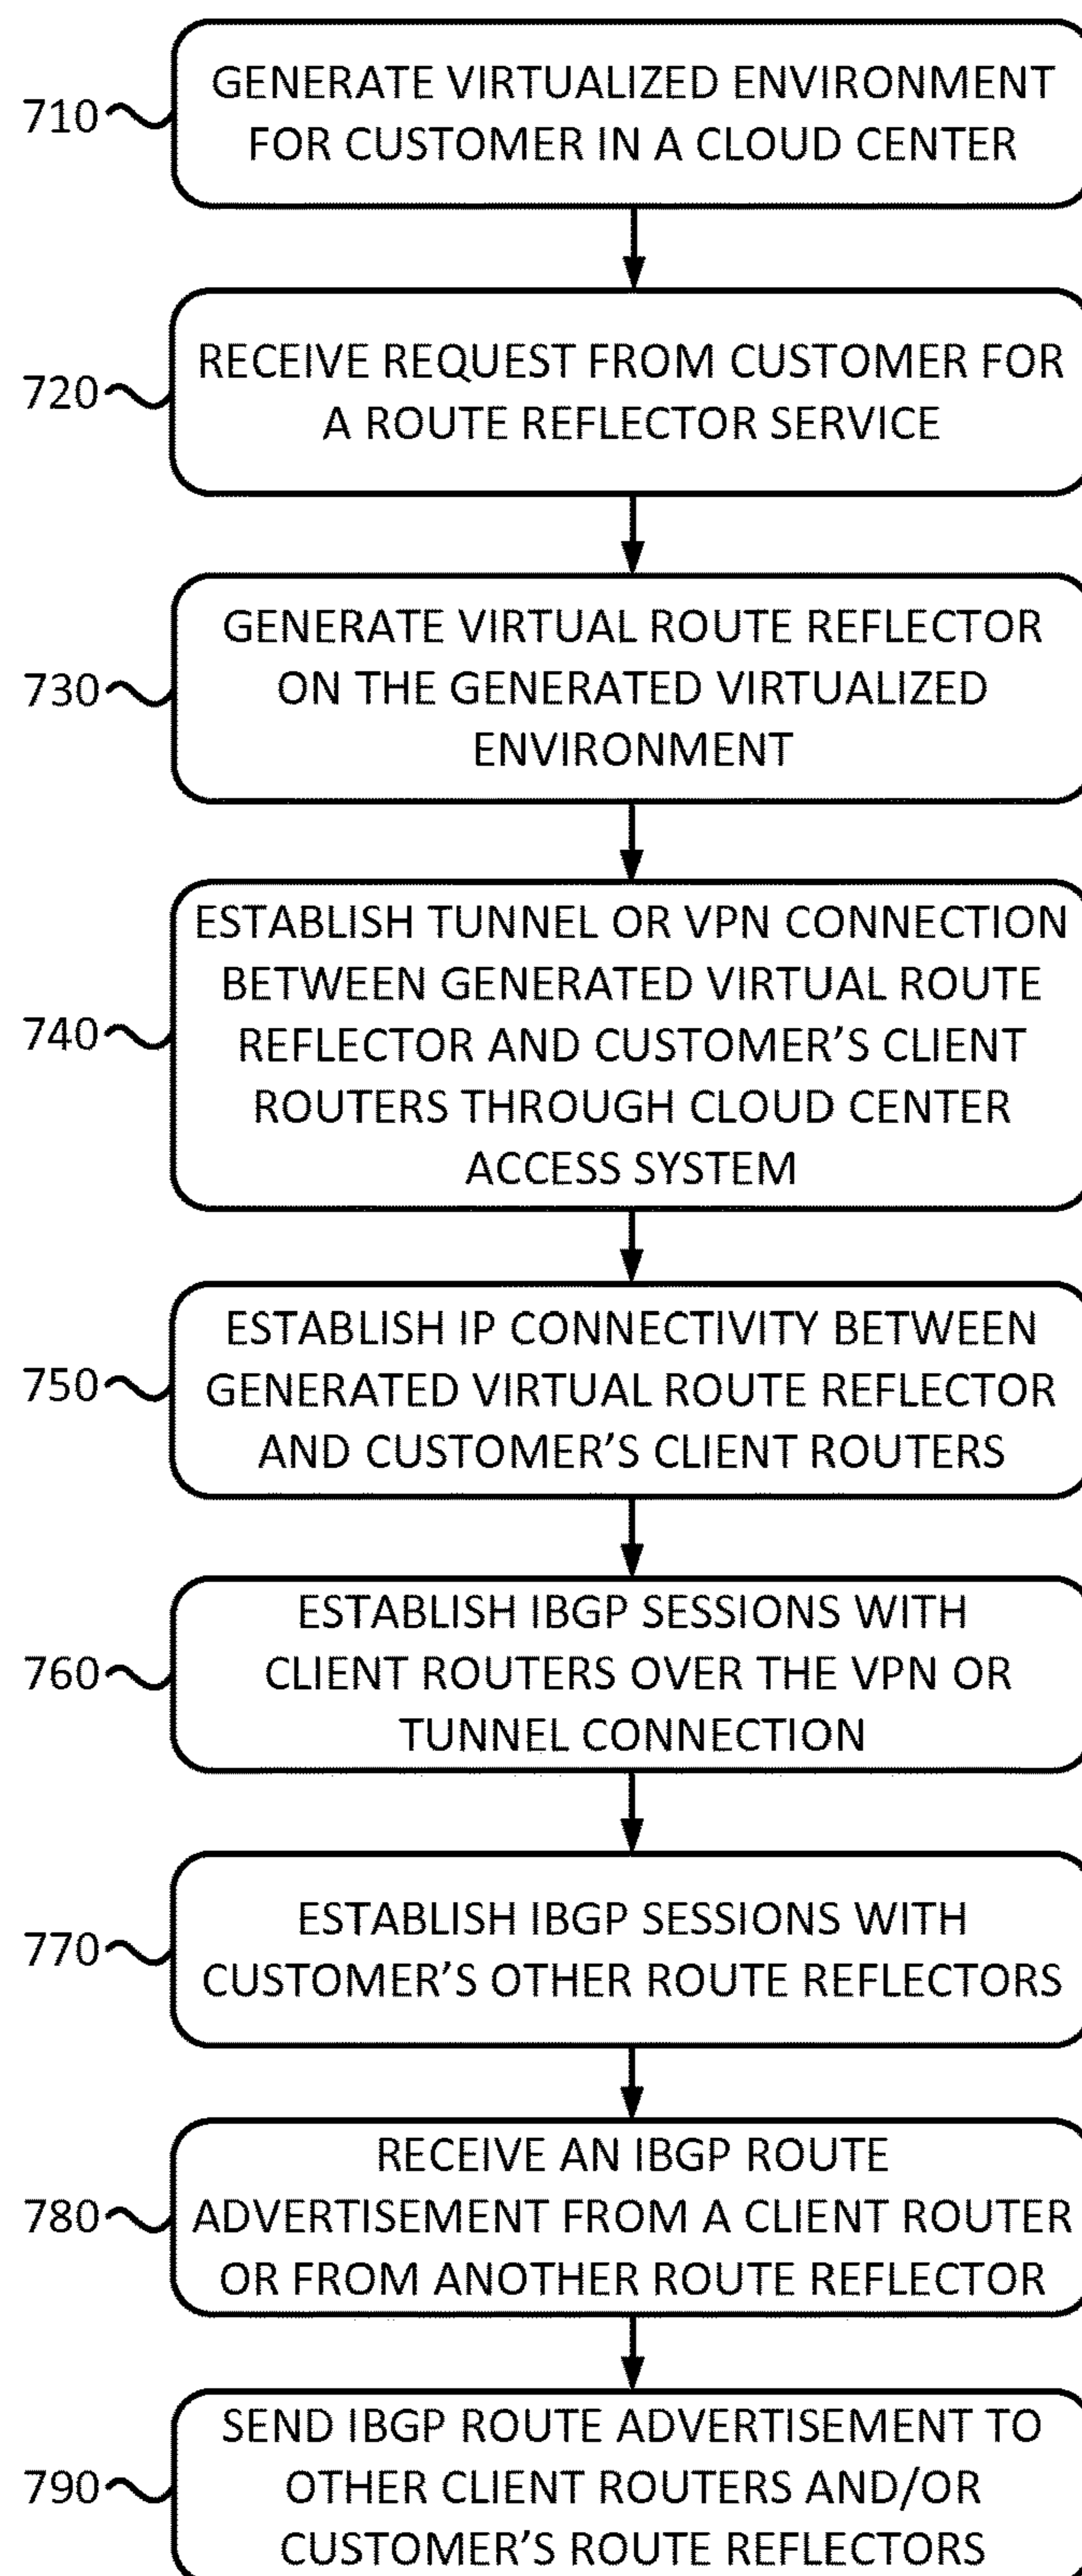 710
GENERATE VIRTUALIZED ENVIRONMENT
FOR CUSTOMER IN A CLOUD CENTER
720
RECEIVE REQUEST FROM CUSTOMER FOR
A ROUTE REFLECTOR SERVICE
730
GENERATE VIRTUAL ROUTE REFLECTOR
ON THE GENERATED VIRTUALIZED
ENVIRONMENT
740
ESTABLISH TUNNEL OR VPN CONNECTION
BETWEEN GENERATED VIRTUAL ROUTE
REFLECTOR AND CUSTOMER'S CLIENT
ROUTERS THROUGH CLOUD CENTER
ACCESS SYSTEM
750
ESTABLISH IP CONNECTIVITY BETWEEN
GENERATED VIRTUAL ROUTE REFLECTOR
AND CUSTOMER'S CLIENT ROUTERS
760
ESTABLISH IBGP SESSIONS WITH
CLIENT ROUTERS OVER THE VPN OR
TUNNEL CONNECTION
770
ESTABLISH IBGP SESSIONS WITH
CUSTOMER'S OTHER ROUTE REFLECTORS
780
RECEIVE AN IBGP ROUTE
ADVERTISEMENT FROM A CLIENT ROUTER
OR FROM ANOTHER ROUTE REFLECTOR
790
SEND IBGP ROUTE ADVERTISEMENT TO
OTHER CLIENT ROUTERS AND/OR
CUSTOMER'S ROUTE REFLECTORS